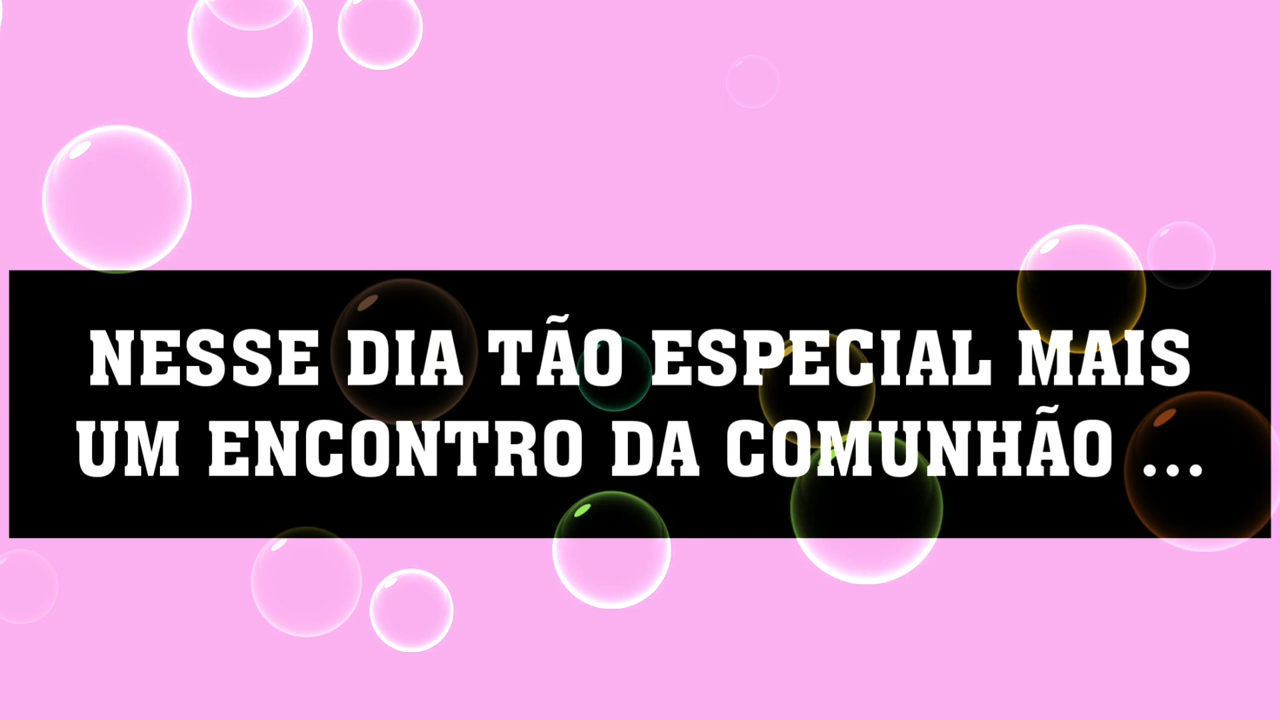 NESSE DIA TÃO ESPECIAL MAIS
UM ENCONTRO DA COMUNHÃO ...